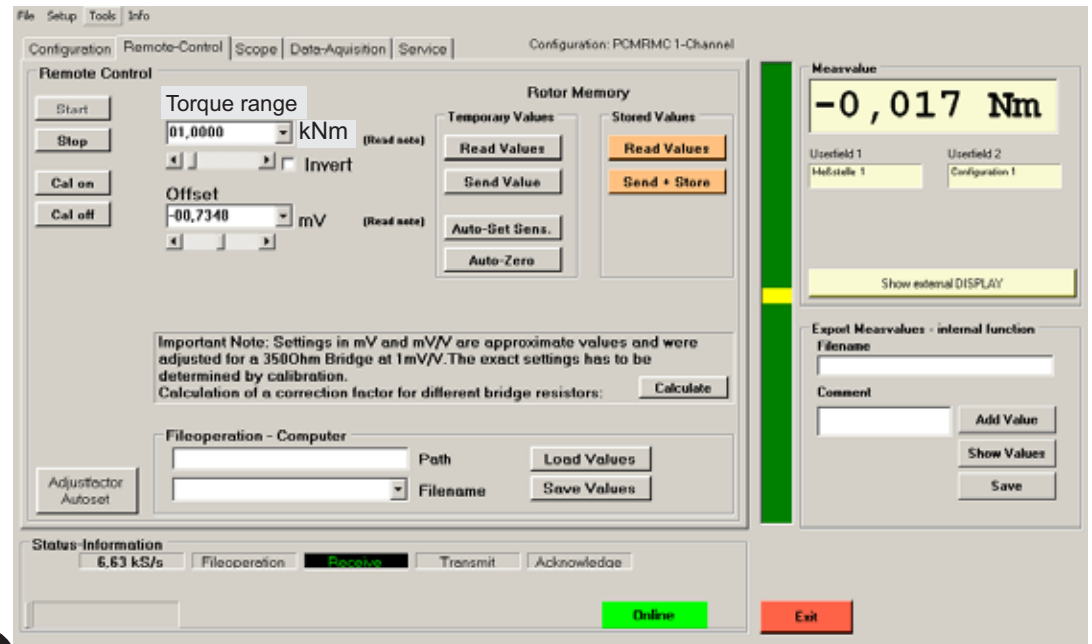 File Setup Tools Info
Configuration Remote-Control Scope Data-Aquisition Service
Configuration: PCMRMC 1-Channel
Remote Control
Start
Stop
Cal on
Cal off
Torque range
01,0000 kNm (Read note)
Invert
Offset
-00,7348 mV (Read note)
Rotor Memory
Temporary Values
Read Values
Send Value
Auto-Set Sens.
Auto-Zero
Stored Values
Read Values
Send + Store
Important Note: Settings in mV and mV/V are approximate values and were
adjusted for a 350Ohm Bridge at 1mV/V.The exact settings has to be
determined by calibration.
Calculation of a correction factor for different bridge resistors: Calculate
Fileoperation - Computer
Path
Load Values
Filename
Save Values
Adjustfactor
Autoset
Measvalue
-0,017 Nm
Userfield 1
Meßstelle 1
Userfield 2
Configuration 1
Show external DISPLAY
Export Measvalues - internal function
Filename
Comment
Add Value
Show Values
Save
Status-Information
6,63 kS/s Fileoperation Receive Transmit Acknowledge
Online
Exit